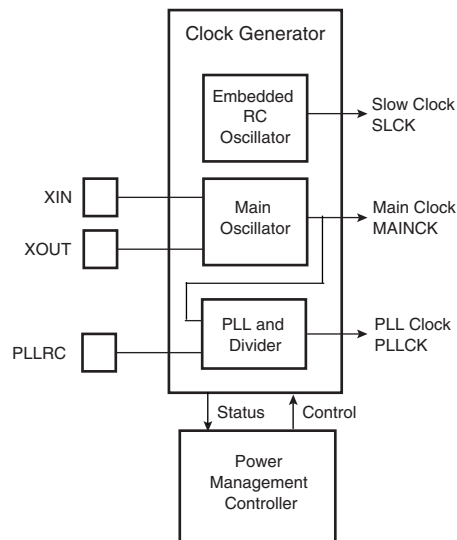 Clock Generator
Embedded
RC
Oscillator
Slow Clock
SLCK
XIN
Main
Oscillator
Main Clock
MAINCK
XOUT
PLL and
Divider
PLL Clock
PLLCK
PLLRC
Status
Control
Power
Management
Controller